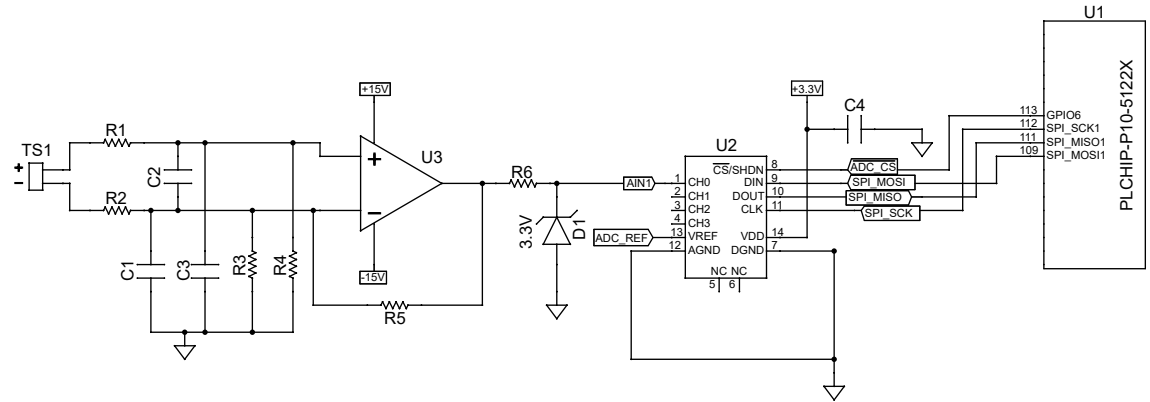 U1
PLCHIP-P10-5122X
113 GPIO6
112 SPI_SCK1
111 SPI_MISO1
109 SPI_MOSI1
+3.3V
C4
+15V
U3
+
−
-15V
TS1
+
−
R1
R2
C2
C1
C3
R3
R4
R5
R6
3.3V
D1
AIN1
ADC_REF
U2
1 CH0
2 CH1
3 CH2
4 CH3
13 VREF
12 AGND
CS/SHDN 8
DIN 9
DOUT 10
CLK 11
VDD 14
DGND 7
NC NC
5 6
ADC_CS
SPI_MOSI
SPI_MISO
SPI_SCK